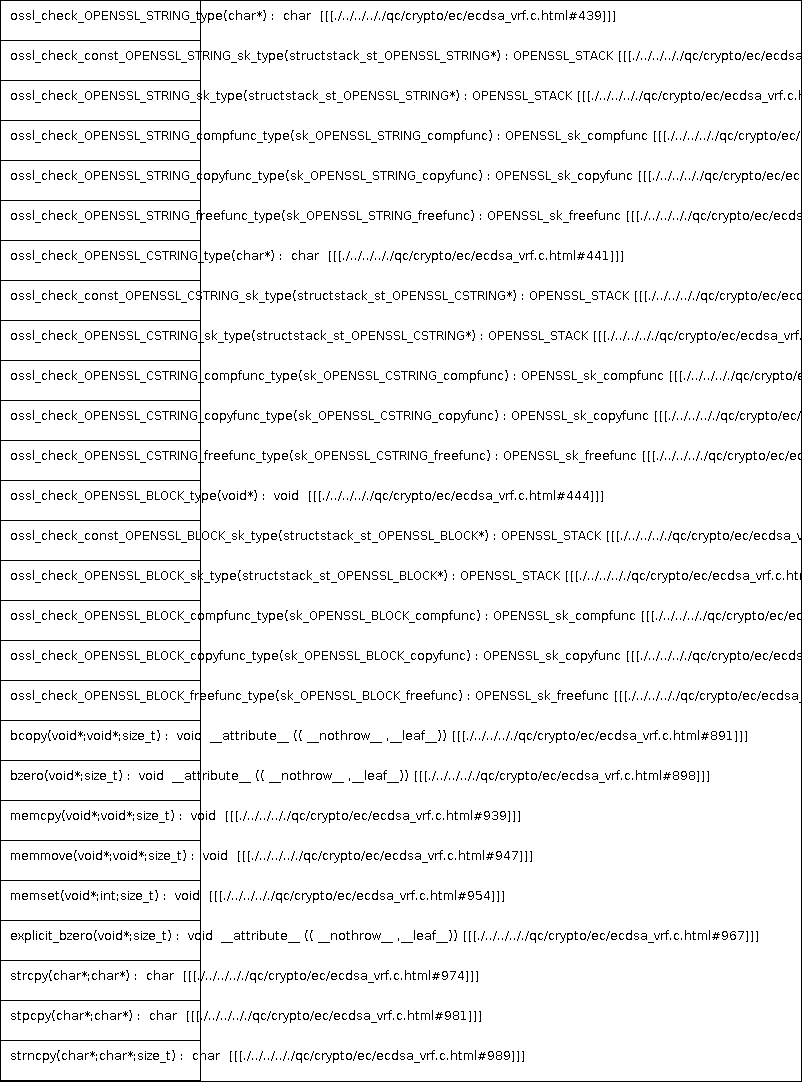 ossl_check_OPENSSL_STRING_type(char*) : char [[[./../../../qc/crypto/ec/ecdsa_vrf.c.html#439]]]
ossl_check_const_OPENSSL_STRING_sk_type(structstack_st_OPENSSL_STRING*) : OPENSSL_STACK [[[./../../../qc/crypto/ec/ecdsa
ossl_check_OPENSSL_STRING_sk_type(structstack_st_OPENSSL_STRING*) : OPENSSL_STACK [[[./../../../qc/crypto/ec/ecdsa_vrf.c.h
ossl_check_OPENSSL_STRING_compfunc_type(sk_OPENSSL_STRING_compfunc) : OPENSSL_sk_compfunc [[[./../../../qc/crypto/ec/
ossl_check_OPENSSL_STRING_copyfunc_type(sk_OPENSSL_STRING_copyfunc) : OPENSSL_sk_copyfunc [[[./../../../qc/crypto/ec
ossl_check_OPENSSL_STRING_freefunc_type(sk_OPENSSL_STRING_freefunc) : OPENSSL_sk_freefunc [[[./../../../qc/crypto/ec/ecds
ossl_check_OPENSSL_CSTRING_type(char*) : char [[[./../../../qc/crypto/ec/ecdsa_vrf.c.html#441]]]
ossl_check_const_OPENSSL_CSTRING_sk_type(structstack_st_OPENSSL_CSTRING*) : OPENSSL_STACK [[[./../../../qc/crypto/ec/ecd
ossl_check_OPENSSL_CSTRING_sk_type(structstack_st_OPENSSL_CSTRING*) : OPENSSL_STACK [[[./../../../qc/crypto/ec/ecdsa_vrf.
ossl_check_OPENSSL_CSTRING_compfunc_type(sk_OPENSSL_CSTRING_compfunc) : OPENSSL_sk_compfunc [[[./../../../qc/crypto/e
ossl_check_OPENSSL_CSTRING_copyfunc_type(sk_OPENSSL_CSTRING_copyfunc) : OPENSSL_sk_copyfunc [[[./../../../qc/crypto/ec/
ossl_check_OPENSSL_CSTRING_freefunc_type(sk_OPENSSL_CSTRING_freefunc) : OPENSSL_sk_freefunc [[[./../../../qc/crypto/ec/ec
ossl_check_OPENSSL_BLOCK_type(void*) : void [[[./../../../qc/crypto/ec/ecdsa_vrf.c.html#444]]]
ossl_check_const_OPENSSL_BLOCK_sk_type(structstack_st_OPENSSL_BLOCK*) : OPENSSL_STACK [[[./../../../qc/crypto/ec/ecdsa_v
ossl_check_OPENSSL_BLOCK_sk_type(structstack_st_OPENSSL_BLOCK*) : OPENSSL_STACK [[[./../../../qc/crypto/ec/ecdsa_vrf.c.ht
ossl_check_OPENSSL_BLOCK_compfunc_type(sk_OPENSSL_BLOCK_compfunc) : OPENSSL_sk_compfunc [[[./../../../qc/crypto/ec/ec
ossl_check_OPENSSL_BLOCK_copyfunc_type(sk_OPENSSL_BLOCK_copyfunc) : OPENSSL_sk_copyfunc [[[./../../../qc/crypto/ec/ecds
ossl_check_OPENSSL_BLOCK_freefunc_type(sk_OPENSSL_BLOCK_freefunc) : OPENSSL_sk_freefunc [[[./../../../qc/crypto/ec/ecdsa_
bcopy(void*;void*;size_t) : void __attribute__ (( __nothrow__ ,__leaf__)) [[[./../../../qc/crypto/ec/ecdsa_vrf.c.html#891]]]
bzero(void*;size_t) : void __attribute__ (( __nothrow__ ,__leaf__)) [[[./../../../qc/crypto/ec/ecdsa_vrf.c.html#898]]]
memcpy(void*;void*;size_t) : void [[[./../../../qc/crypto/ec/ecdsa_vrf.c.html#939]]]
memmove(void*;void*;size_t) : void [[[./../../../qc/crypto/ec/ecdsa_vrf.c.html#947]]]
memset(void*;int;size_t) : void [[[./../../../qc/crypto/ec/ecdsa_vrf.c.html#954]]]
explicit_bzero(void*;size_t) : void __attribute__ (( __nothrow__ ,__leaf__)) [[[./../../../qc/crypto/ec/ecdsa_vrf.c.html#967]]]
strcpy(char*;char*) : char [[[./../../../qc/crypto/ec/ecdsa_vrf.c.html#974]]]
stpcpy(char*;char*) : char [[[./../../../qc/crypto/ec/ecdsa_vrf.c.html#981]]]
strncpy(char*;char*;size_t) : char [[[./../../../qc/crypto/ec/ecdsa_vrf.c.html#989]]]